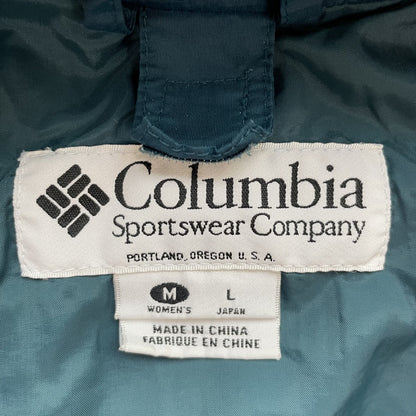 Columbia
Sportswear Company
PORTLAND, OREGON U. S. A.
M L
WOMEN'S JAPAN
MADE IN CHINA
FABRIQUE EN CHINE